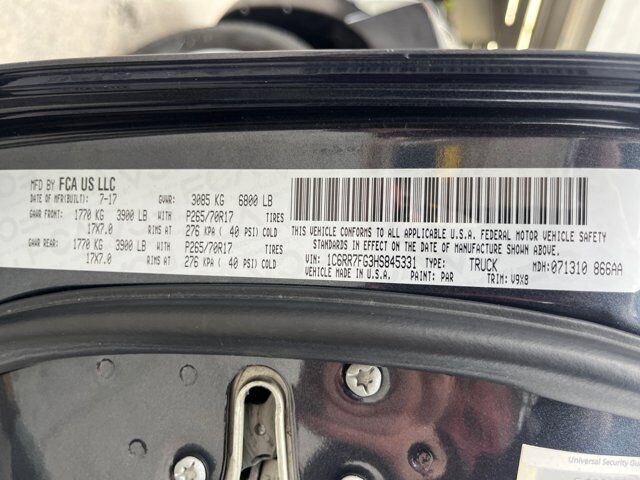 MFD BY FCA US LLC
DATE OF MFR(BUILT): 7-17 GVWR: 3085 KG 6800 LB
GAWR FRONT: 1770 KG 3900 LB WITH P265/70R17 TIRES
17X7.0 RIMS AT 276 KPA ( 40 PSI) COLD
GAWR REAR: 1770 KG 3900 LB WITH P265/70R17 TIRES
17X7.0 RIMS AT 276 KPA ( 40 PSI) COLD
THIS VEHICLE CONFORMS TO ALL APPLICABLE U.S.A. FEDERAL MOTOR VEHICLE SAFETY
STANDARDS IN EFFECT ON THE DATE OF MANUFACTURE SHOWN ABOVE.
VIN: 1C6RR7FG3HS845331 TYPE: TRUCK MDH: 071310 866AA
MADE IN U.S.A. PAINT: PAR TRIM: V9X8
Universal Security Gu